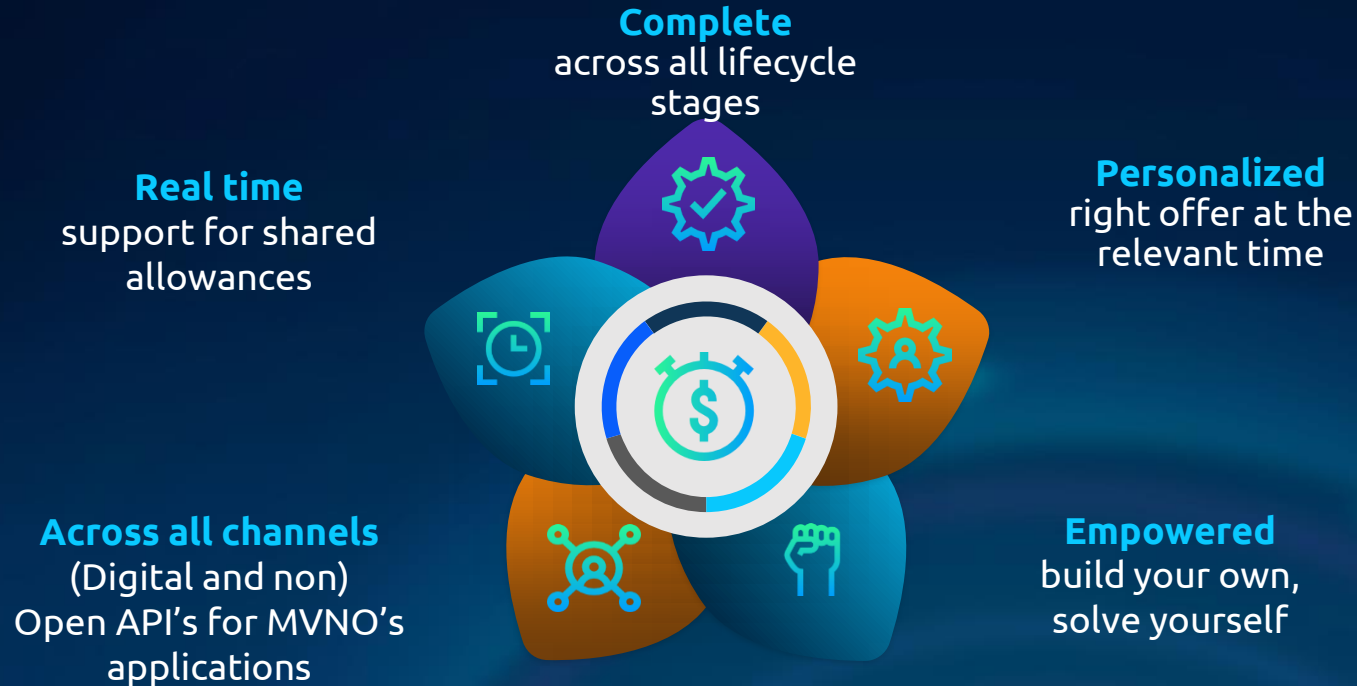 Complete
across all lifecycle
stages
Real time
support for shared
allowances
Personalized
right offer at the
relevant time
$
Across all channels
(Digital and non)
Open API’s for MVNO’s
applications
Empowered
build your own,
solve yourself